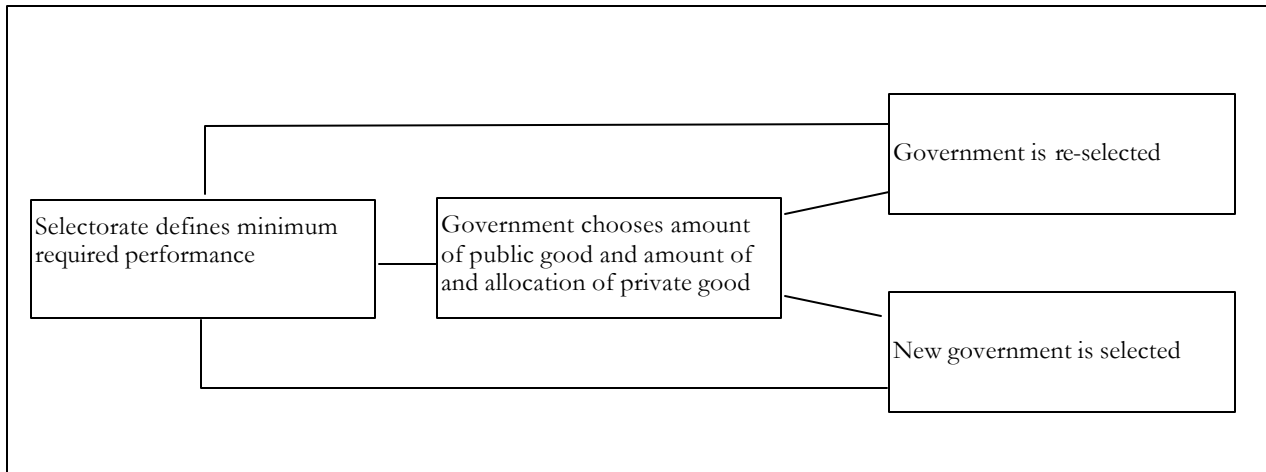 Selectorate defines minimum
required performance
Government chooses amount
of public good and amount of
and allocation of private good
Government is re-selected
New government is selected